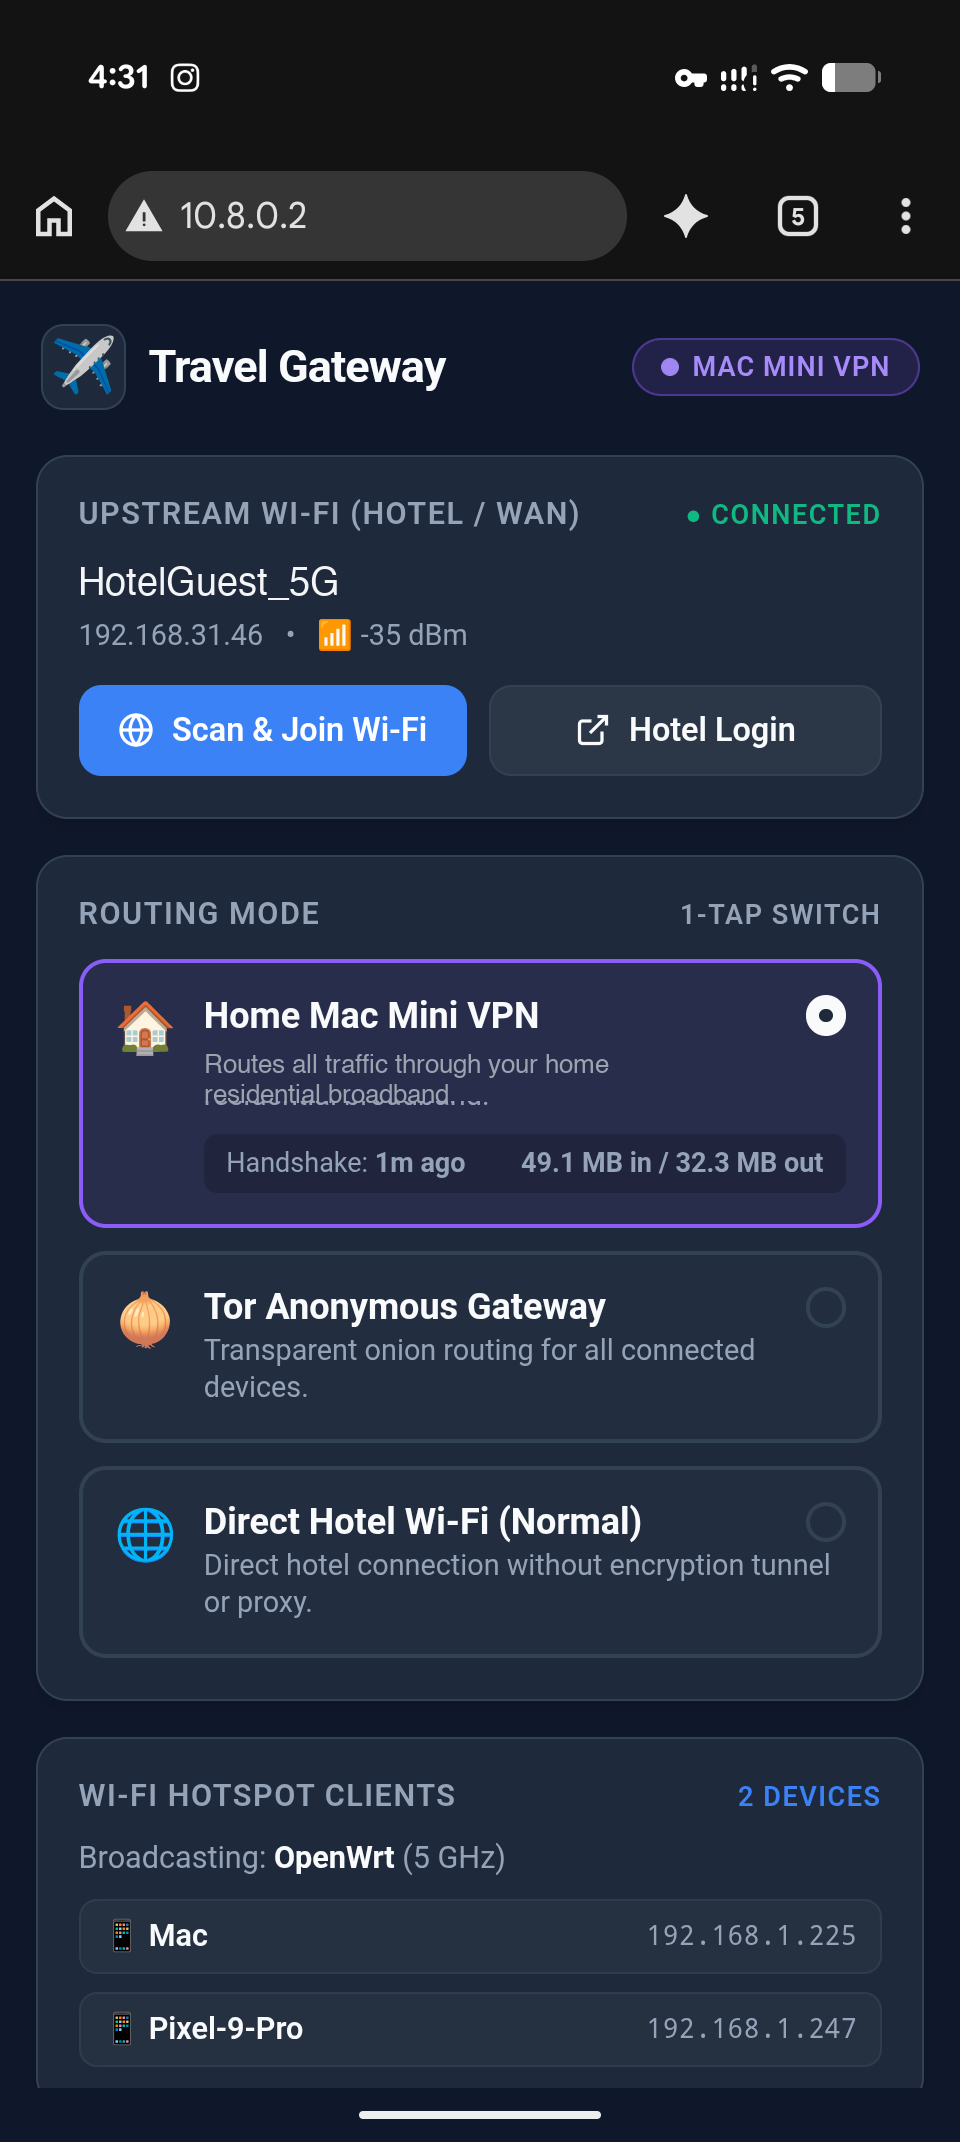 4:31
10.8.0.2
5
Travel Gateway
MAC MINI VPN
UPSTREAM WI-FI (HOTEL / WAN)
● CONNECTED
HotelGuest_5G
192.168.31.46 • 📶 -35 dBm
Scan & Join Wi-Fi
Hotel Login
ROUTING MODE
1-TAP SWITCH
Home Mac Mini VPN
Routes all traffic through your home
residential broadband.
Handshake: 1m ago
49.1 MB in / 32.3 MB out
Tor Anonymous Gateway
Transparent onion routing for all connected
devices.
Direct Hotel Wi-Fi (Normal)
Direct hotel connection without encryption tunnel
or proxy.
WI-FI HOTSPOT CLIENTS
2 DEVICES
Broadcasting: OpenWrt (5 GHz)
Mac
192.168.1.225
Pixel-9-Pro
192.168.1.247